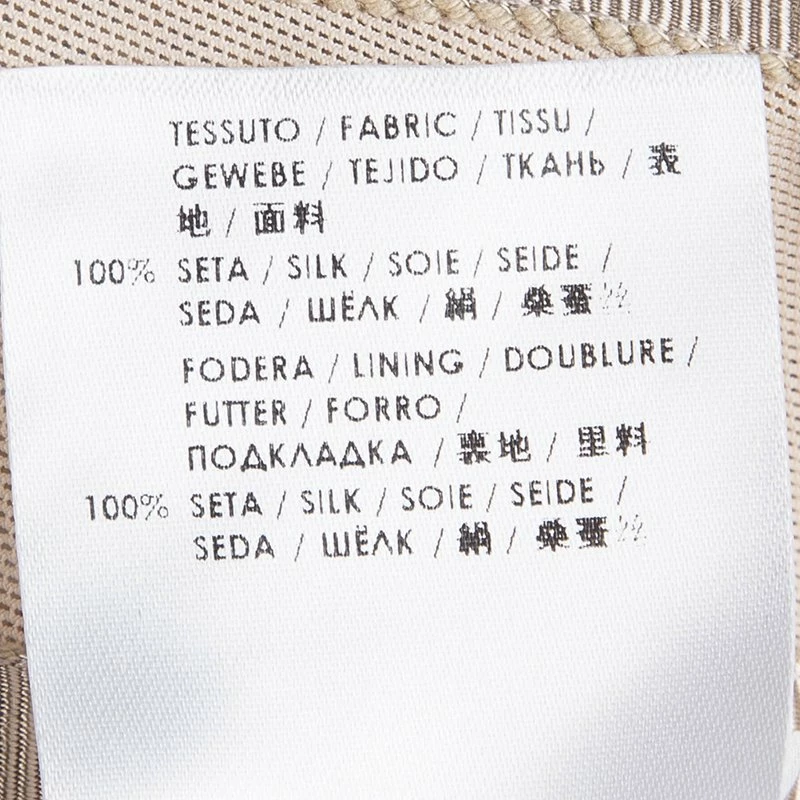 TESSUTO / FABRIC / TISSU /
GEWEBE / TEJIDO / ТКАНЬ / 表
地 / 面料
100% SETA / SILK / SOIE / SEIDE /
SEDA / ШЁЛК / 絹 / 桑蚕丝
FODERA / LINING / DOUBLURE /
FUTTER / FORRO /
ПОДКЛАДКА / 裏地 / 里料
100% SETA / SILK / SOIE / SEIDE /
SEDA / ШЁЛК / 絹 / 桑蚕丝